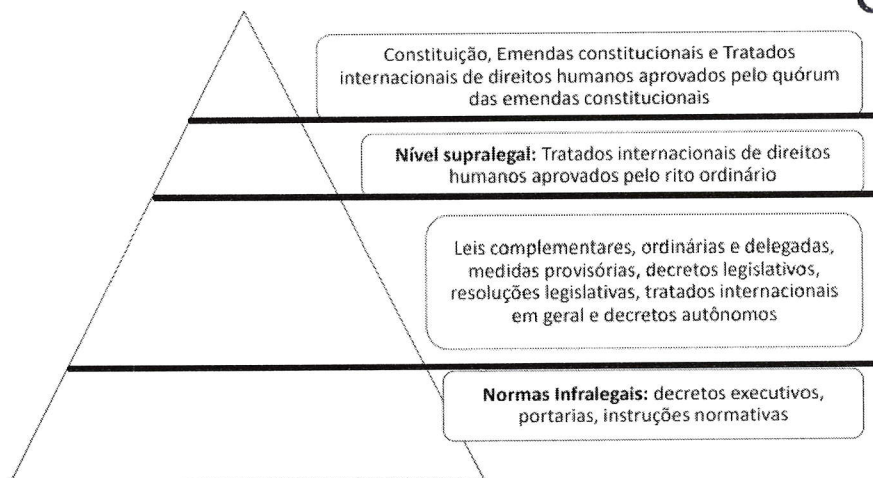 Constituição, Emendas constitucionais e Tratados
internacionais de direitos humanos aprovados pelo quórum
das emendas constitucionais
Nível supralegal: Tratados internacionais de direitos
humanos aprovados pelo rito ordinário
Leis complementares, ordinárias e delegadas,
medidas provisórias, decretos legislativos,
resoluções legislativas, tratados internacionais
em geral e decretos autônomos
Normas Infralegais: decretos executivos,
portarias, instruções normativas